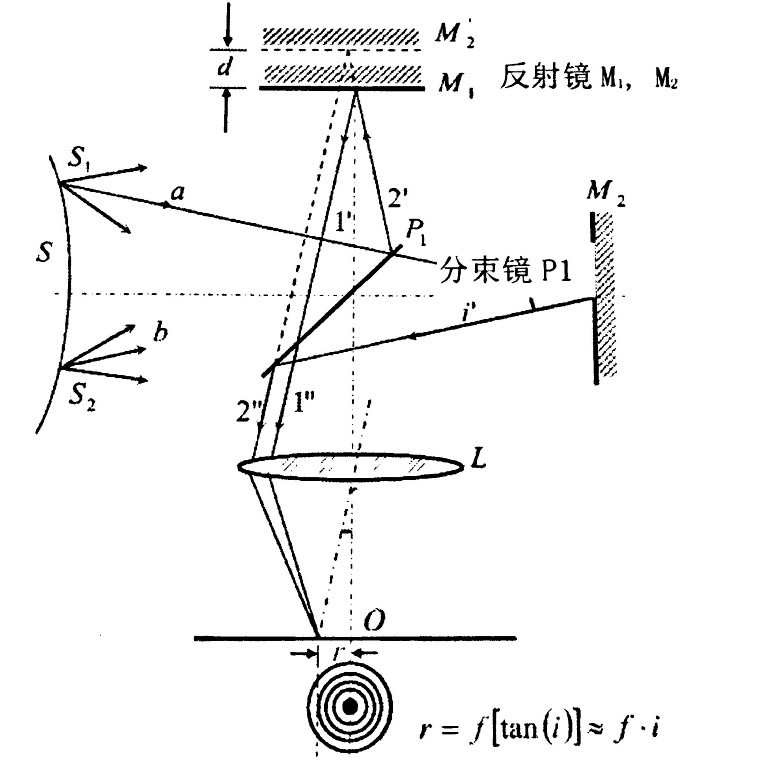 M₂'
d
M₁ 反射镜 M₁, M₂
S₁
a
2'
M₂
1'
P₁
S
分束镜 P1
i'
b
S₂
2" 1"
L
O
r
r = f[tan(i)] ≈ f · i